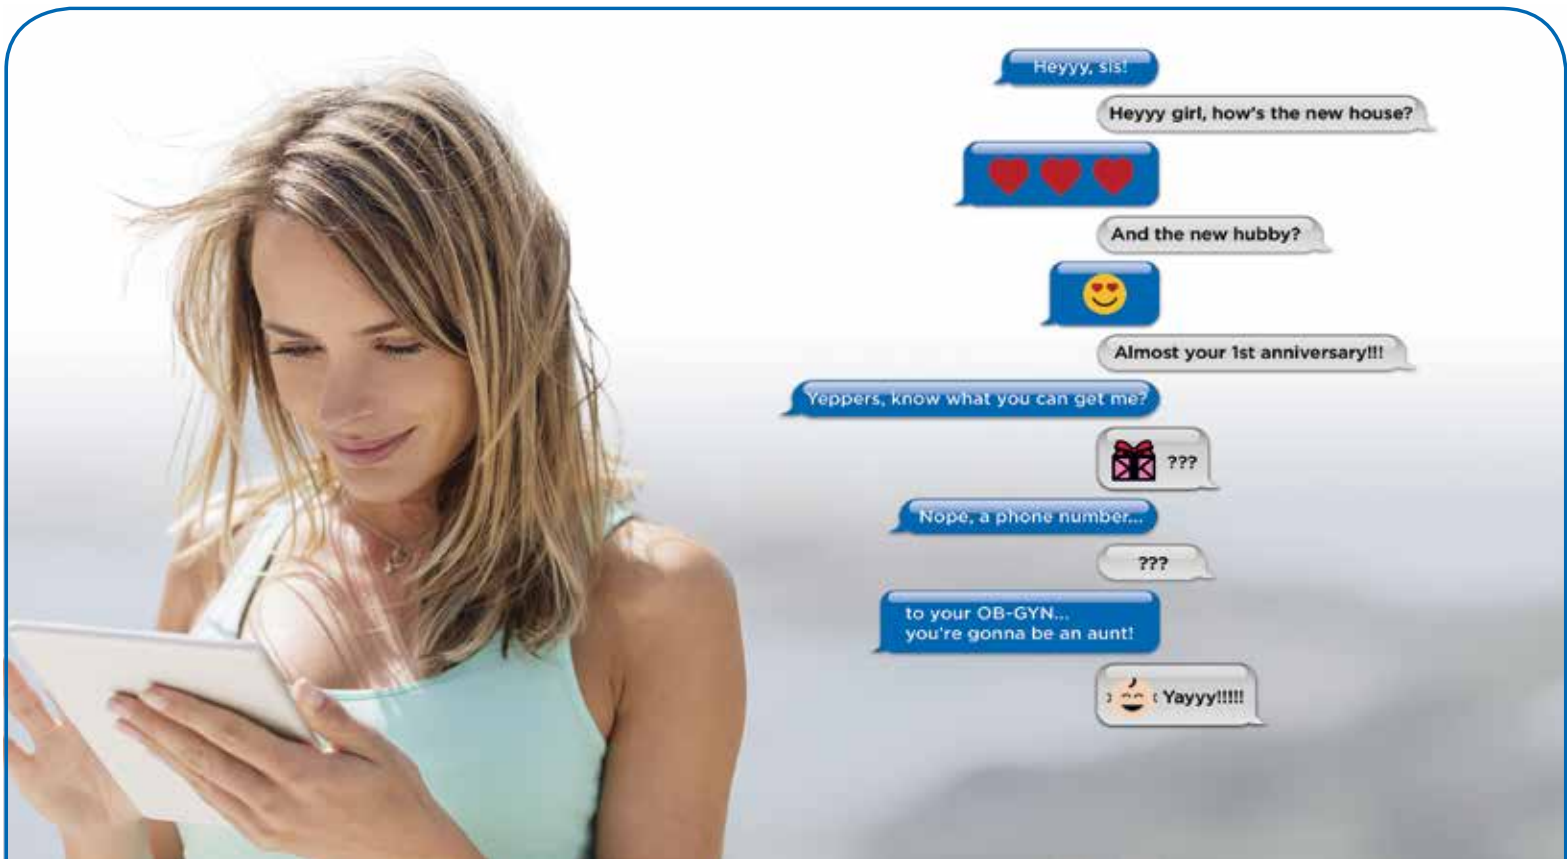 Heyyy, sis!
Heyyy girl, how's the new house?
And the new hubby?
Almost your 1st anniversary!!!
Yeppers, know what you can get me?
???
Nope, a phone number...
???
to your OB-GYN...
you're gonna be an aunt!
Yayyy!!!!!